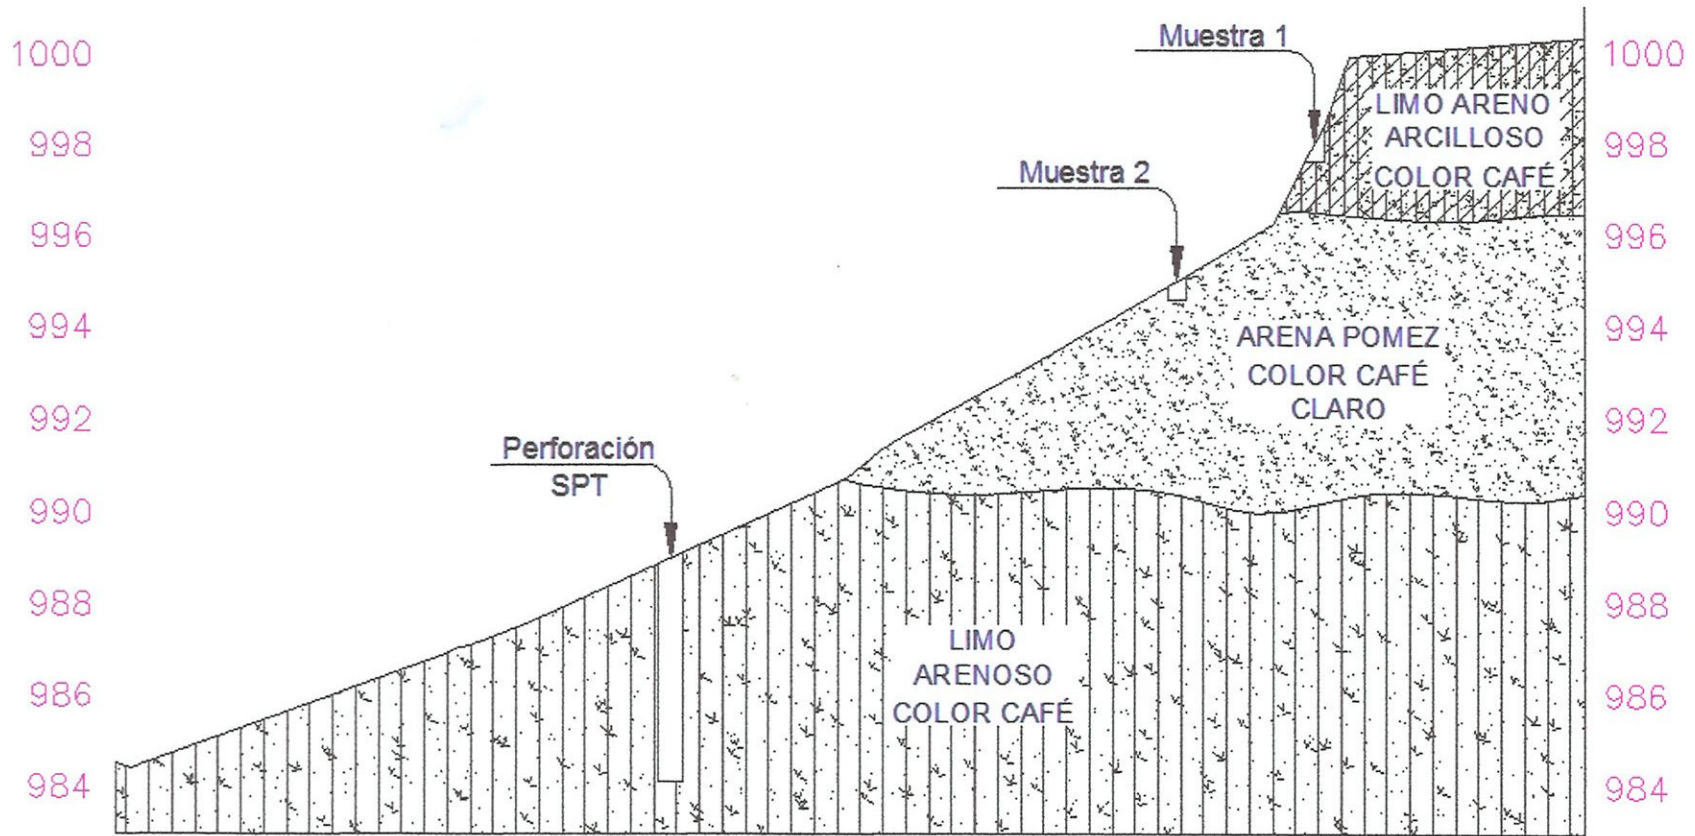 Muestra 1
1000
1000
LIMO ARENO
ARCILLOSO
COLOR CAFÉ
998
998
Muestra 2
996
996
994
994
ARENA POMEZ
COLOR CAFÉ
CLARO
992
992
Perforación
SPT
990
990
988
988
LIMO
ARENOSO
COLOR CAFÉ
986
986
984
984